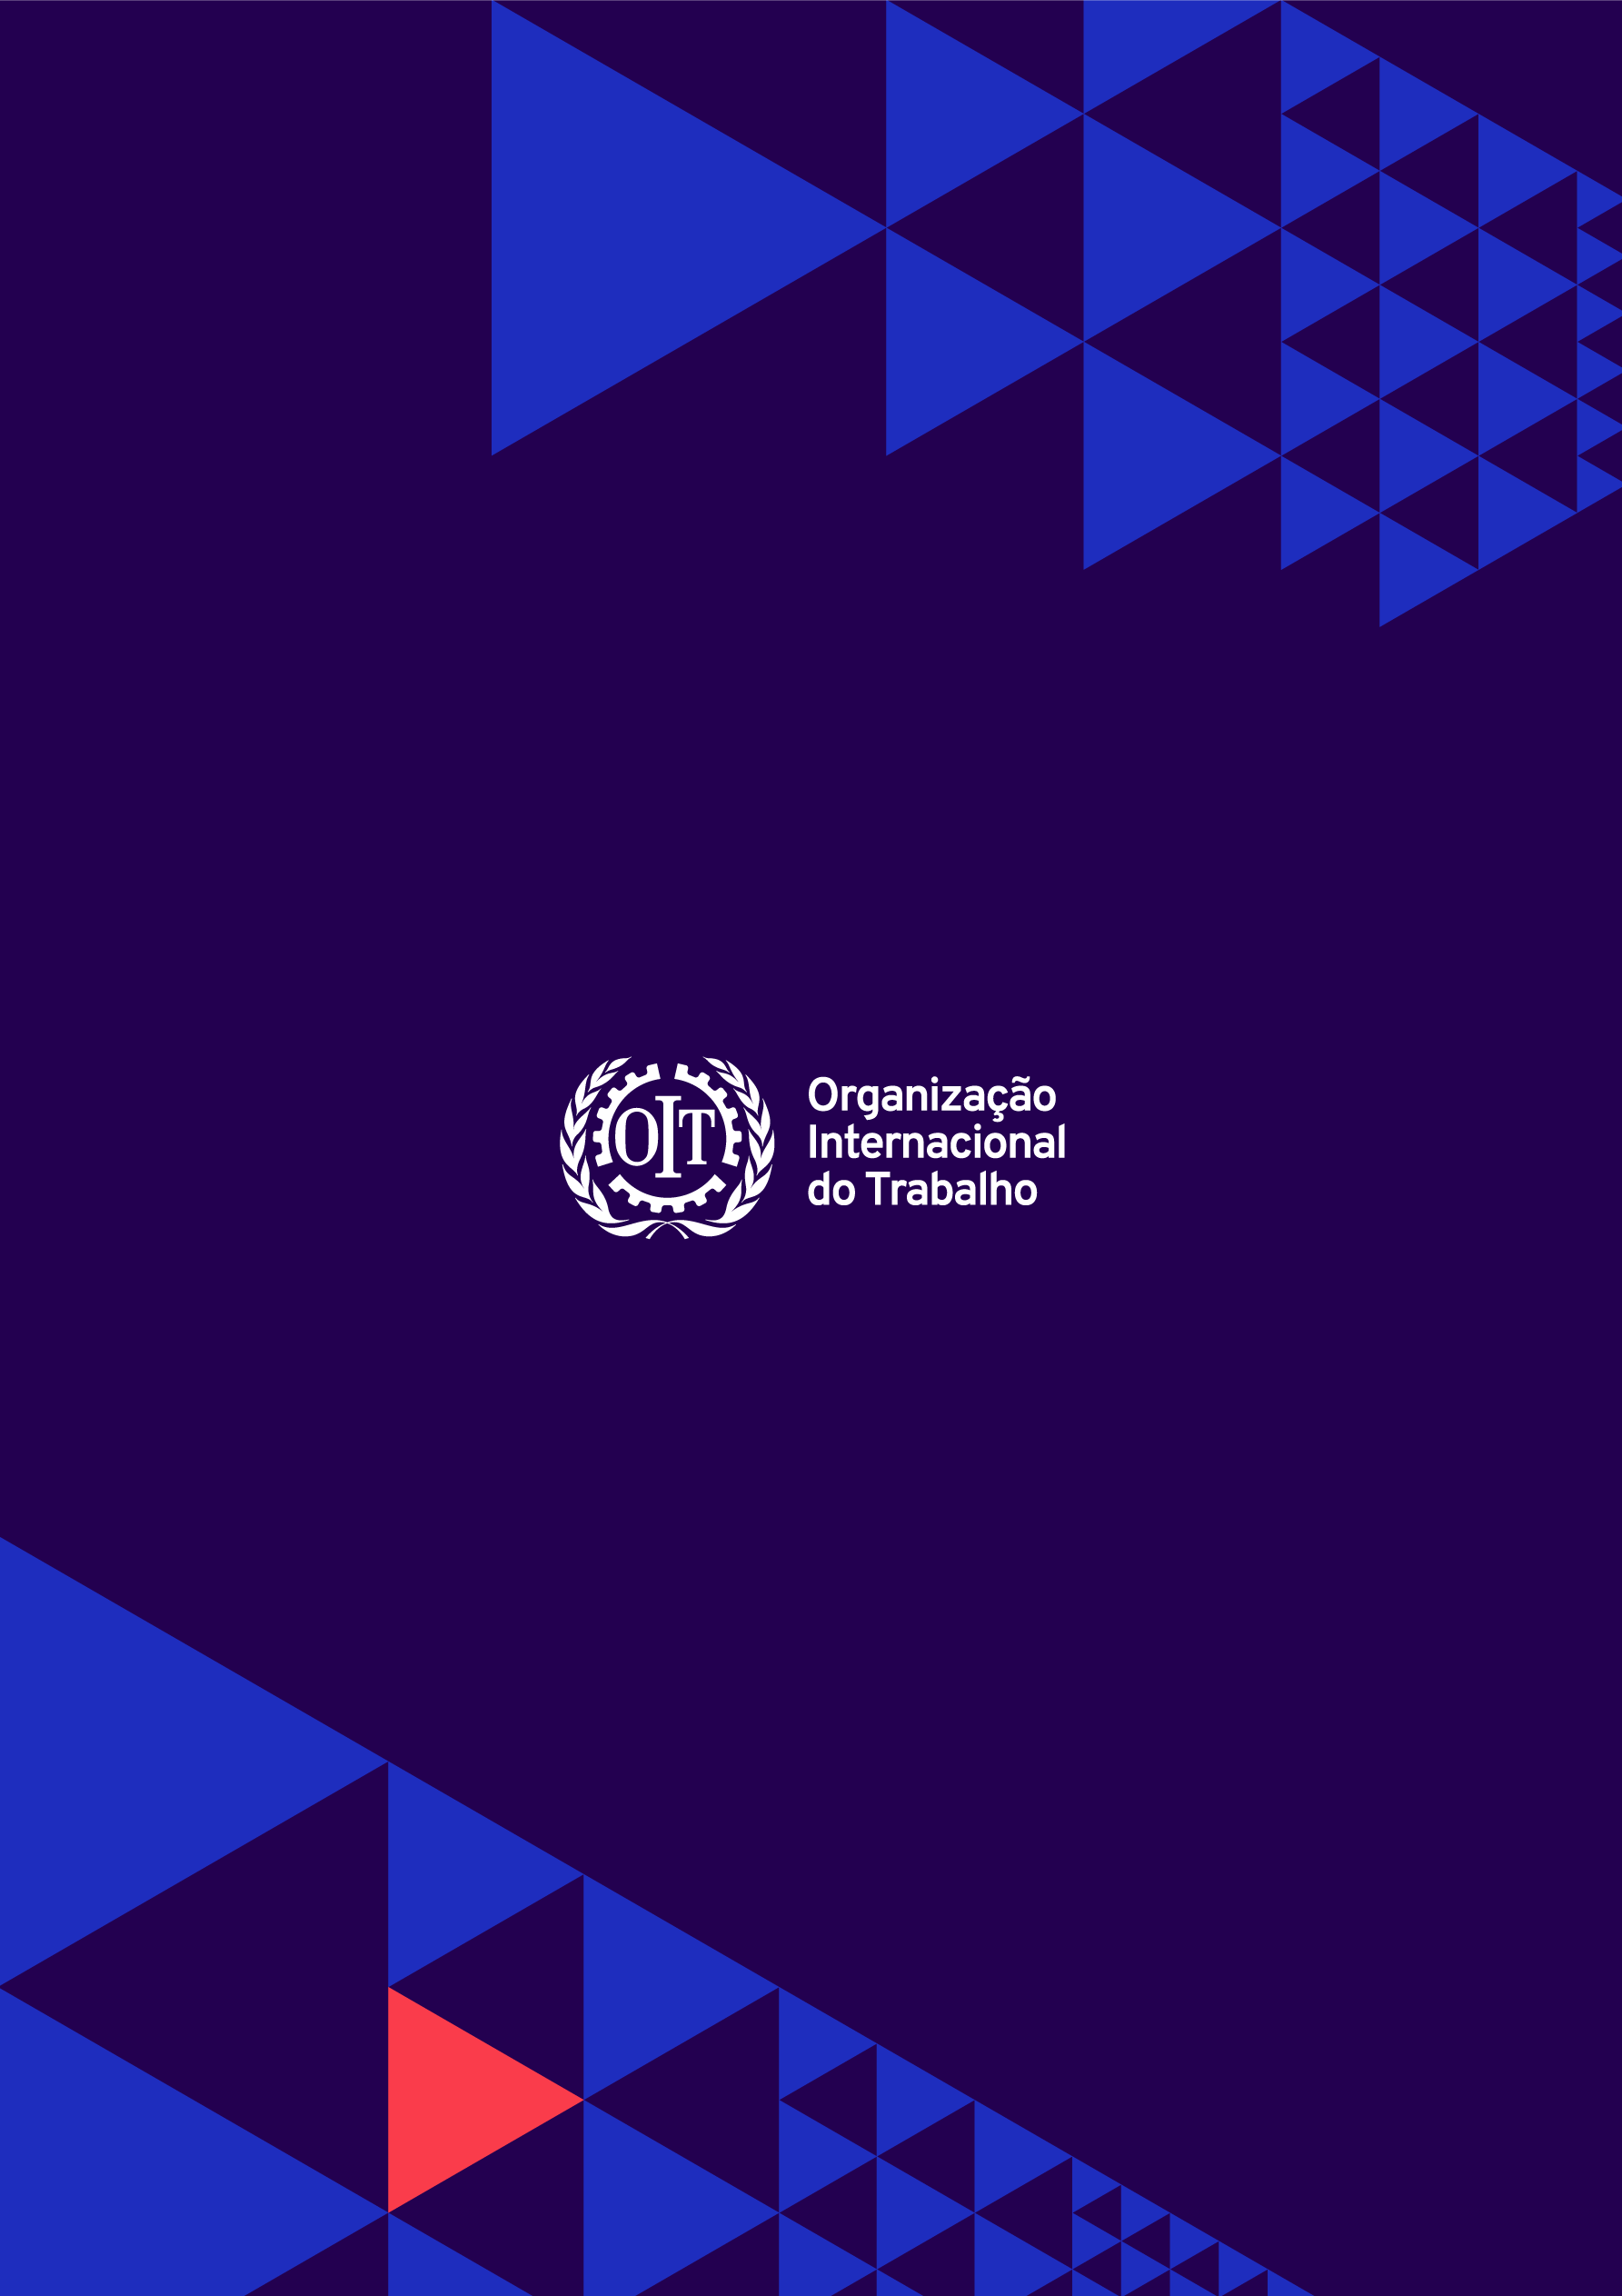 OIT
Organização
Internacional
do Trabalho